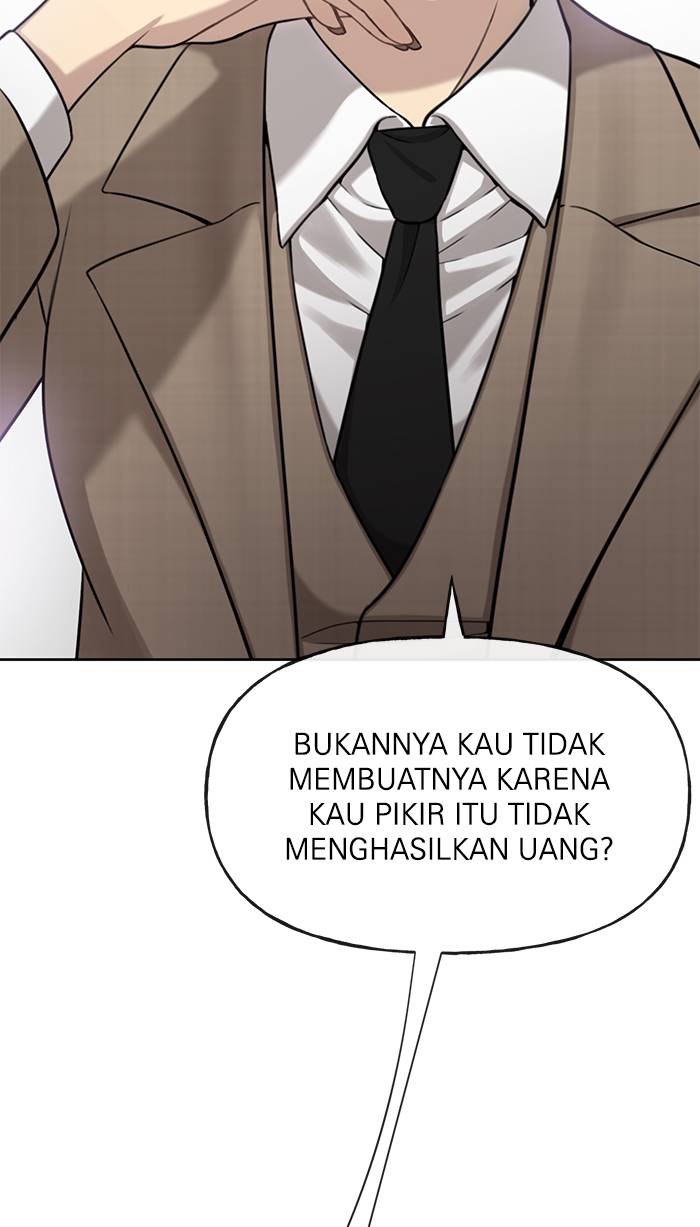 BUKANNYA KAU TIDAK
MEMBUATNYA KARENA
KAU PIKIR ITU TIDAK
MENGHASILKAN UANG?